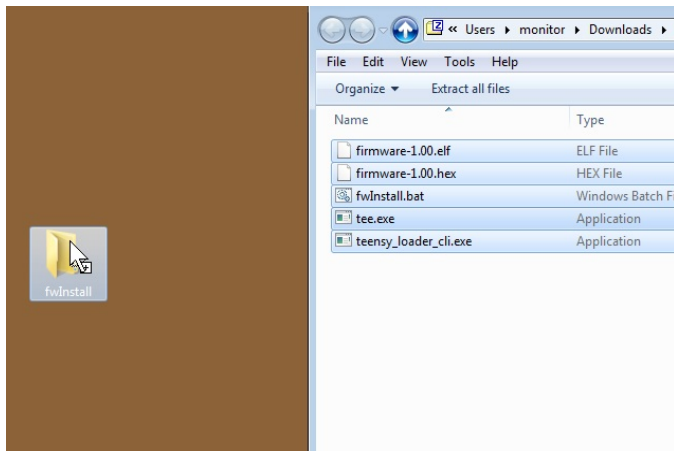 « Users ▸ monitor ▸ Downloads ▸
File Edit View Tools Help
Organize ▾ Extract all files
Name Type
firmware-1.00.elf ELF File
firmware-1.00.hex HEX File
fwInstall.bat Windows Batch Fi
tee.exe Application
teensy_loader_cli.exe Application
fwInstall